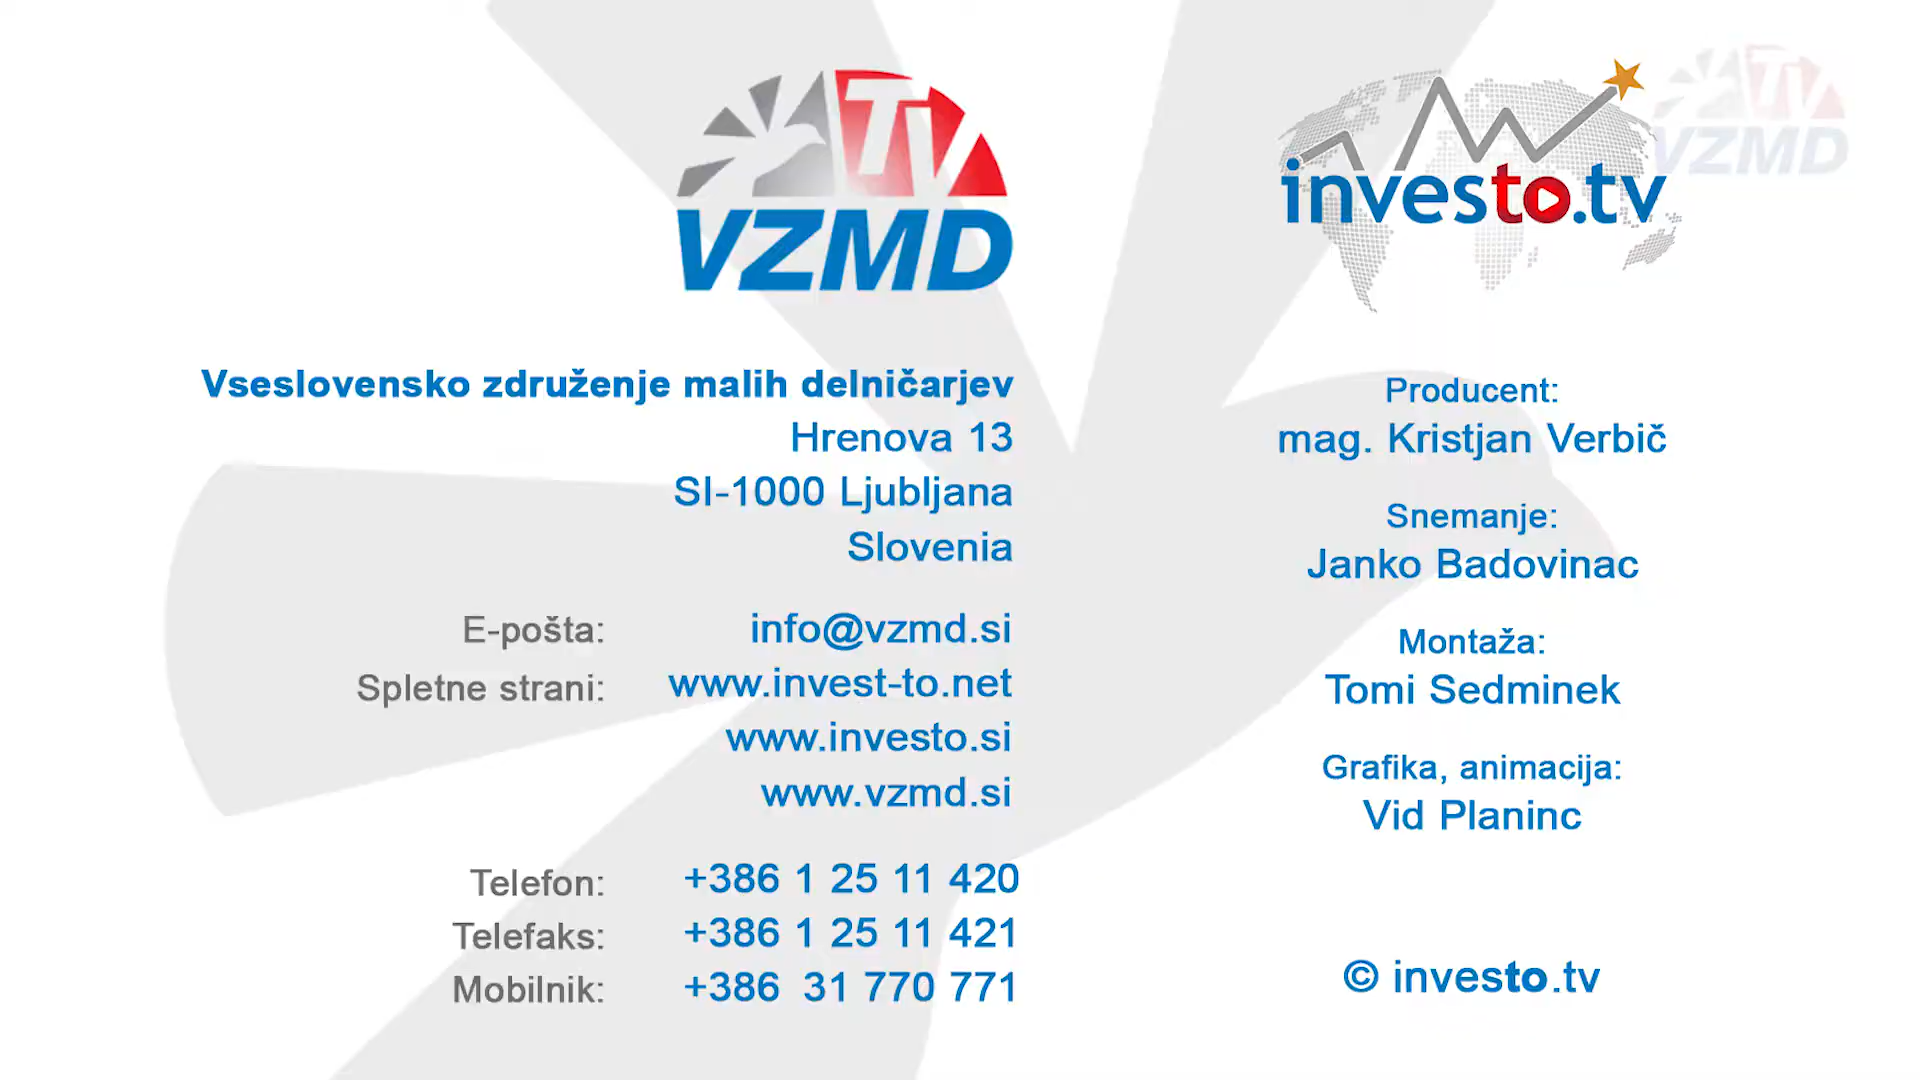 TV
VZMD
Vseslovensko združenje malih delničarjev
Hrenova 13
SI-1000 Ljubljana
Slovenia
E-pošta: info@vzmd.si
Spletne strani: www.invest-to.net
www.investo.si
www.vzmd.si
Telefon: +386 1 25 11 420
Telefaks: +386 1 25 11 421
Mobilnik: +386 31 770 771
investo.tv
TV
VZMD
Producent:
mag. Kristjan Verbič
Snemanje:
Janko Badovinac
Montaža:
Tomi Sedminek
Grafika, animacija:
Vid Planinc
© investo.tv